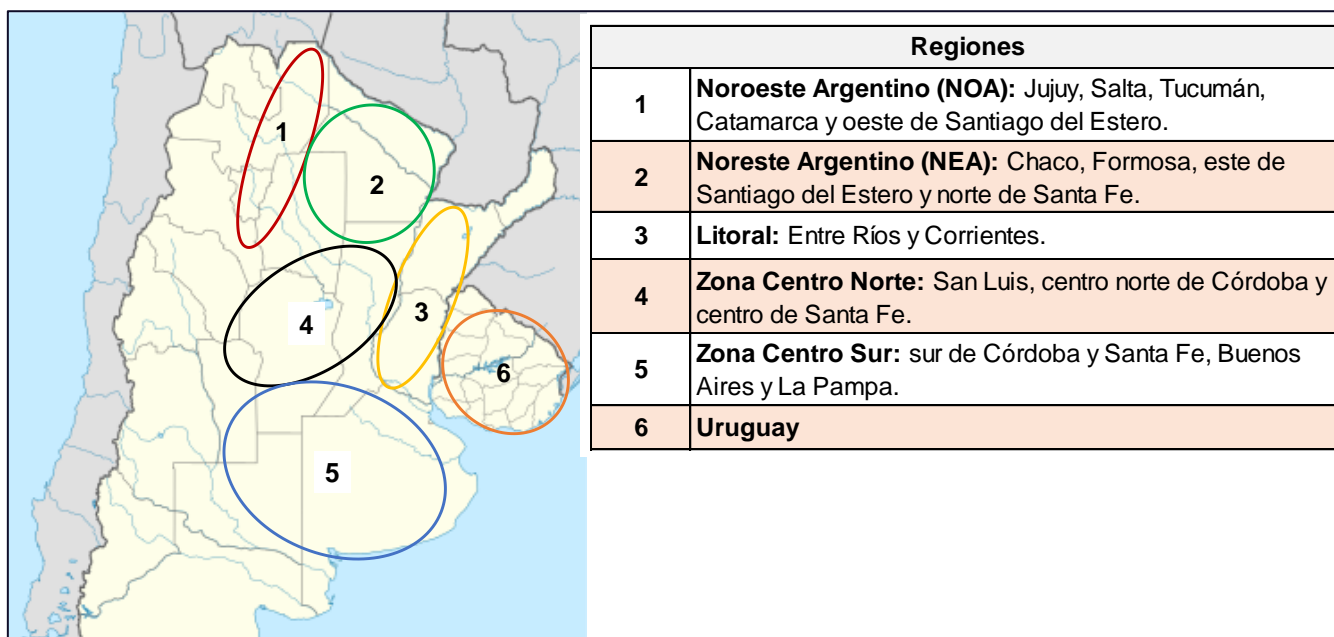 1
2
3
4
5
6
Regiones
1 Noroeste Argentino (NOA): Jujuy, Salta, Tucumán,
Catamarca y oeste de Santiago del Estero.
2 Noreste Argentino (NEA): Chaco, Formosa, este de
Santiago del Estero y norte de Santa Fe.
3 Litoral: Entre Ríos y Corrientes.
4 Zona Centro Norte: San Luis, centro norte de Córdoba y
centro de Santa Fe.
5 Zona Centro Sur: sur de Córdoba y Santa Fe, Buenos
Aires y La Pampa.
6 Uruguay